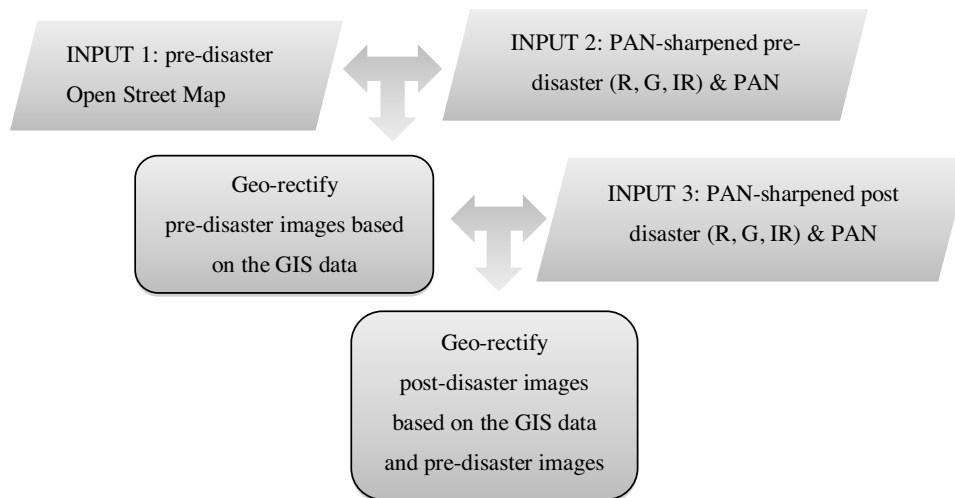 INPUT 1: pre-disaster
Open Street Map
INPUT 2: PAN-sharpened pre-
disaster (R, G, IR) & PAN
Geo-rectify
pre-disaster images based
on the GIS data
INPUT 3: PAN-sharpened post
disaster (R, G, IR) & PAN
Geo-rectify
post-disaster images
based on the GIS data
and pre-disaster images